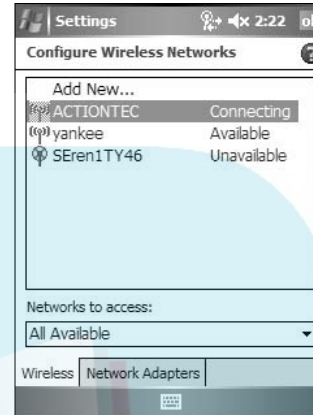 Settings 2:22
Configure Wireless Networks
Add New...
ACTIONTEC Connecting
yankee Available
SEren1TY46 Unavailable
Networks to access:
All Available
Wireless Network Adapters